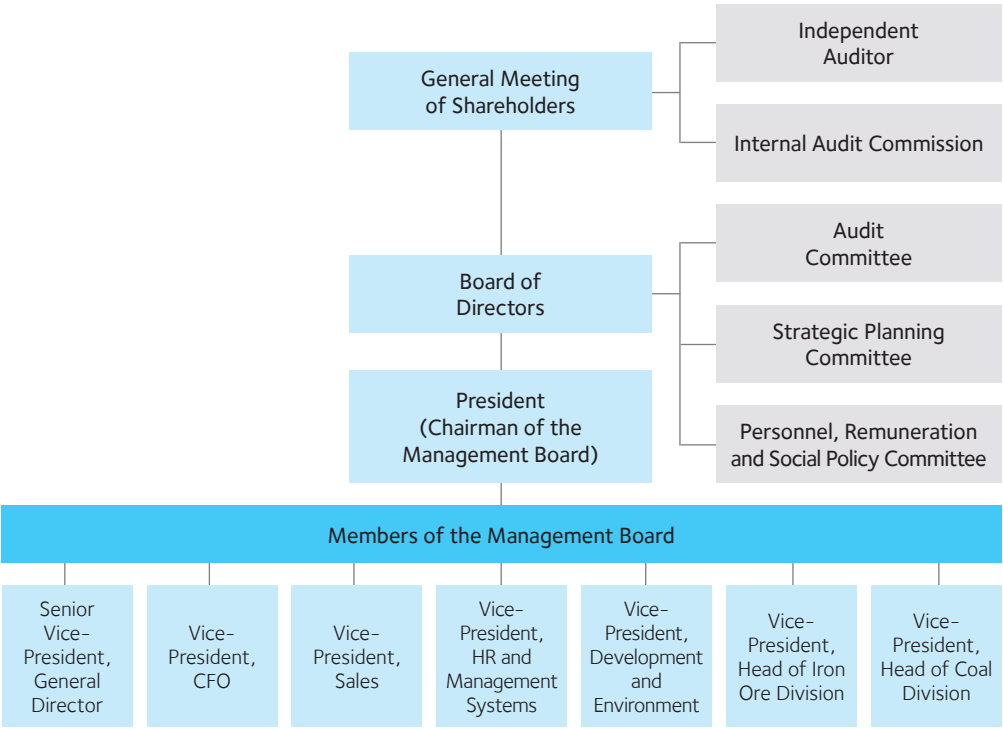 Independent
Auditor
General Meeting
of Shareholders
Internal Audit Commission
Audit
Committee
Board of
Directors
Strategic Planning
Committee
President
(Chairman of the
Management Board)
Personnel, Remuneration
and Social Policy Committee
Members of the Management Board
Senior
Vice-
President,
General
Director
Vice-
President,
CFO
Vice-
President,
Sales
Vice-
President,
HR and
Management
Systems
Vice-
President,
Development
and
Environment
Vice-
President,
Head of Iron
Ore Division
Vice-
President,
Head of Coal
Division